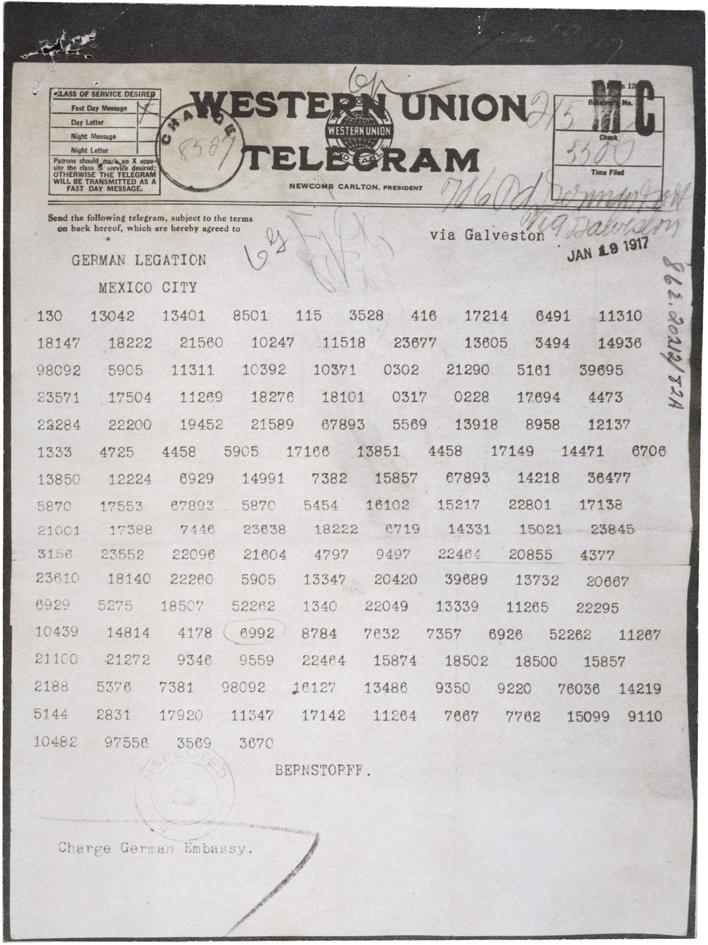 CLASS OF SERVICE DESIRED
Fast Day Message
Day Letter
Night Message
Night Letter
Patrons should mark an X oppo-
site the class of service desired;
OTHERWISE THE TELEGRAM
WILL BE TRANSMITTED AS A
FAST DAY MESSAGE.
CHARGE
WESTERN UNION
WESTERN UNION
TELEGRAM
NEWCOMB CARLTON, PRESIDENT
Receiver's No.
Check
Time Filed
Send the following telegram, subject to the terms
on back hereof, which are hereby agreed to
via Galveston
JAN 19 1917
GERMAN LEGATION
MEXICO CITY
130 13042 13401 8501 115 3528 416 17214 6491 11310
18147 18222 21560 10247 11518 23677 13605 3494 14936
98092 5905 11311 10392 10371 0302 21290 5161 39695
23571 17504 11269 18276 18101 0317 0228 17694 4473
22284 22200 19452 21589 67893 5569 13918 8958 12137
1333 4725 4458 5905 17166 13851 4458 17149 14471 6706
13850 12224 6929 14991 7382 15857 67893 14218 36477
5870 17553 67893 5870 5454 16102 15217 22801 17138
21001 17388 7446 23638 18222 6719 14331 15021 23845
3156 23552 22096 21604 4797 9497 22464 20855 4377
23610 18140 22260 5905 13347 20420 39689 13732 20667
6929 5275 18507 52262 1340 22049 13339 11265 22295
10439 14814 4178 6992 8784 7632 7357 6926 52262 11267
21100 21272 9346 9559 22464 15874 18502 18500 15857
2188 5376 7381 98092 16127 13486 9350 9220 76036 14219
5144 2831 17920 11347 17142 11264 7667 7762 15099 9110
10482 97556 3569 3670
BERNSTORFF.
INSPECTED
Charge German Embassy.
862.20212/82A